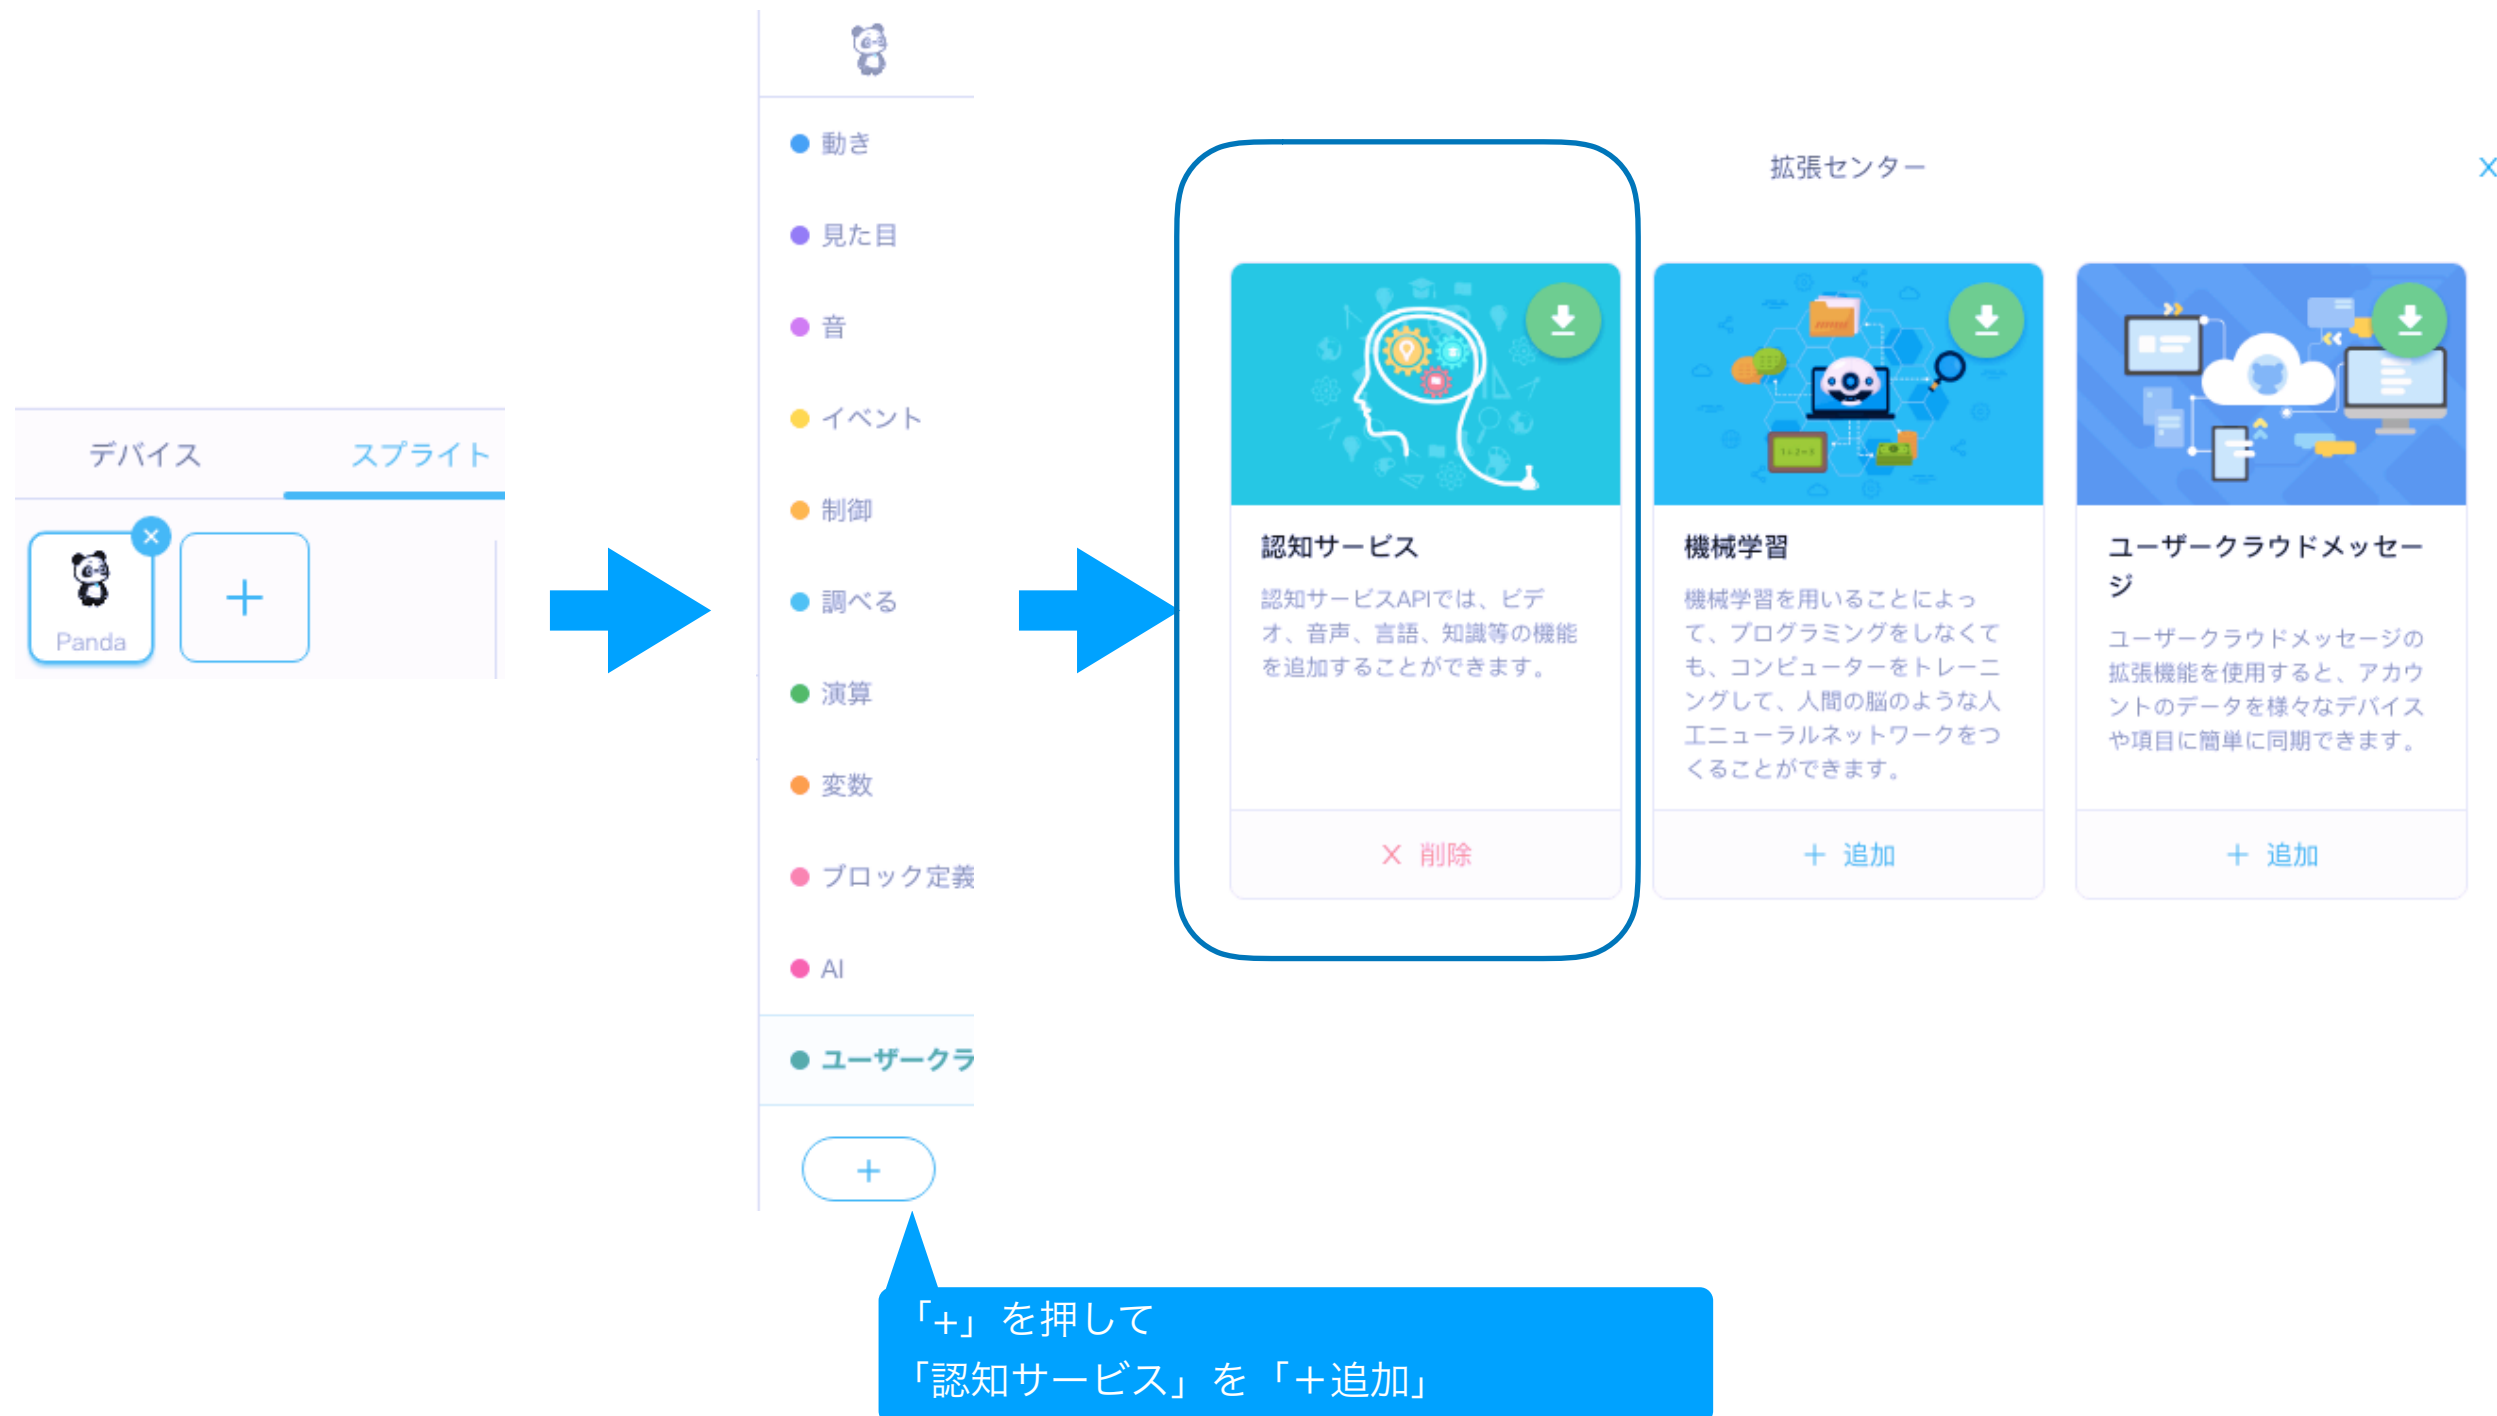 デバイス
スプライト
Panda
動き
見た目
音
イベント
制御
調べる
演算
変数
ブロック定義
AI
ユーザークラ
+
拡張センター
X
認知サービス
認知サービスAPIでは、ビデ
オ、音声、言語、知識等の機能
を追加することができます。
X 削除
機械学習
機械学習を用いることによっ
て、プログラミングをしなくて
も、コンピューターをトレーニ
ングして、人間の脳のような人
工ニューラルネットワークをつ
くることができます。
+ 追加
ユーザークラウドメッセー
ジ
ユーザークラウドメッセージの
拡張機能を使用すると、アカウ
ントのデータを様々なデバイス
や項目に簡単に同期できます。
+ 追加
「+」を押して
「認知サービス」を「+追加」